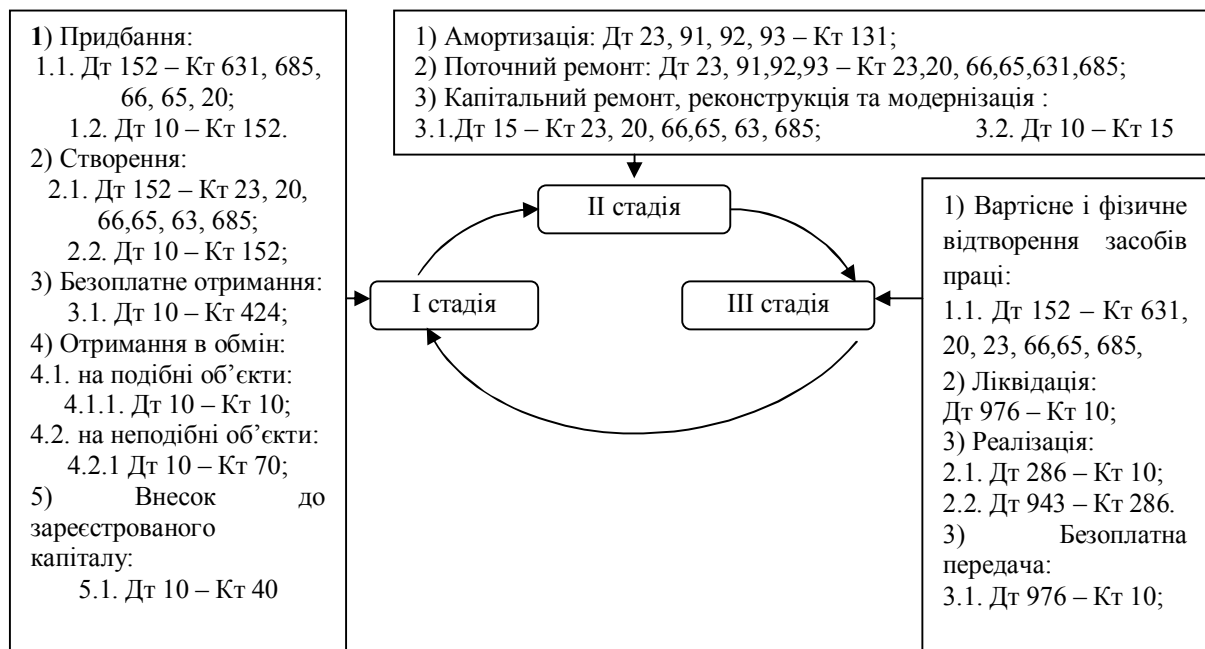 1) Придбання:
1.1. Дт 152 – Кт 631, 685,
66, 65, 20;
1.2. Дт 10 – Кт 152.
2) Створення:
2.1. Дт 152 – Кт 23, 20,
66,65, 63, 685;
2.2. Дт 10 – Кт 152;
3) Безоплатне отримання:
3.1. Дт 10 – Кт 424;
4) Отримання в обмін:
4.1. на подібні об’єкти:
4.1.1. Дт 10 – Кт 10;
4.2. на неподібні об’єкти:
4.2.1 Дт 10 – Кт 70;
5) Внесок до
зареєстрованого
капіталу:
5.1. Дт 10 – Кт 40
1) Амортизація: Дт 23, 91, 92, 93 – Кт 131;
2) Поточний ремонт: Дт 23, 91,92,93 – Кт 23,20, 66,65,631,685;
3) Капітальний ремонт, реконструкція та модернізація :
3.1.Дт 15 – Кт 23, 20, 66,65, 63, 685; 3.2. Дт 10 – Кт 15
ІІ стадія
І стадія
ІІІ стадія
1) Вартісне і фізичне
відтворення засобів
праці:
1.1. Дт 152 – Кт 631,
20, 23, 66,65, 685,
2) Ліквідація:
Дт 976 – Кт 10;
3) Реалізація:
2.1. Дт 286 – Кт 10;
2.2. Дт 943 – Кт 286.
3) Безоплатна
передача:
3.1. Дт 976 – Кт 10;